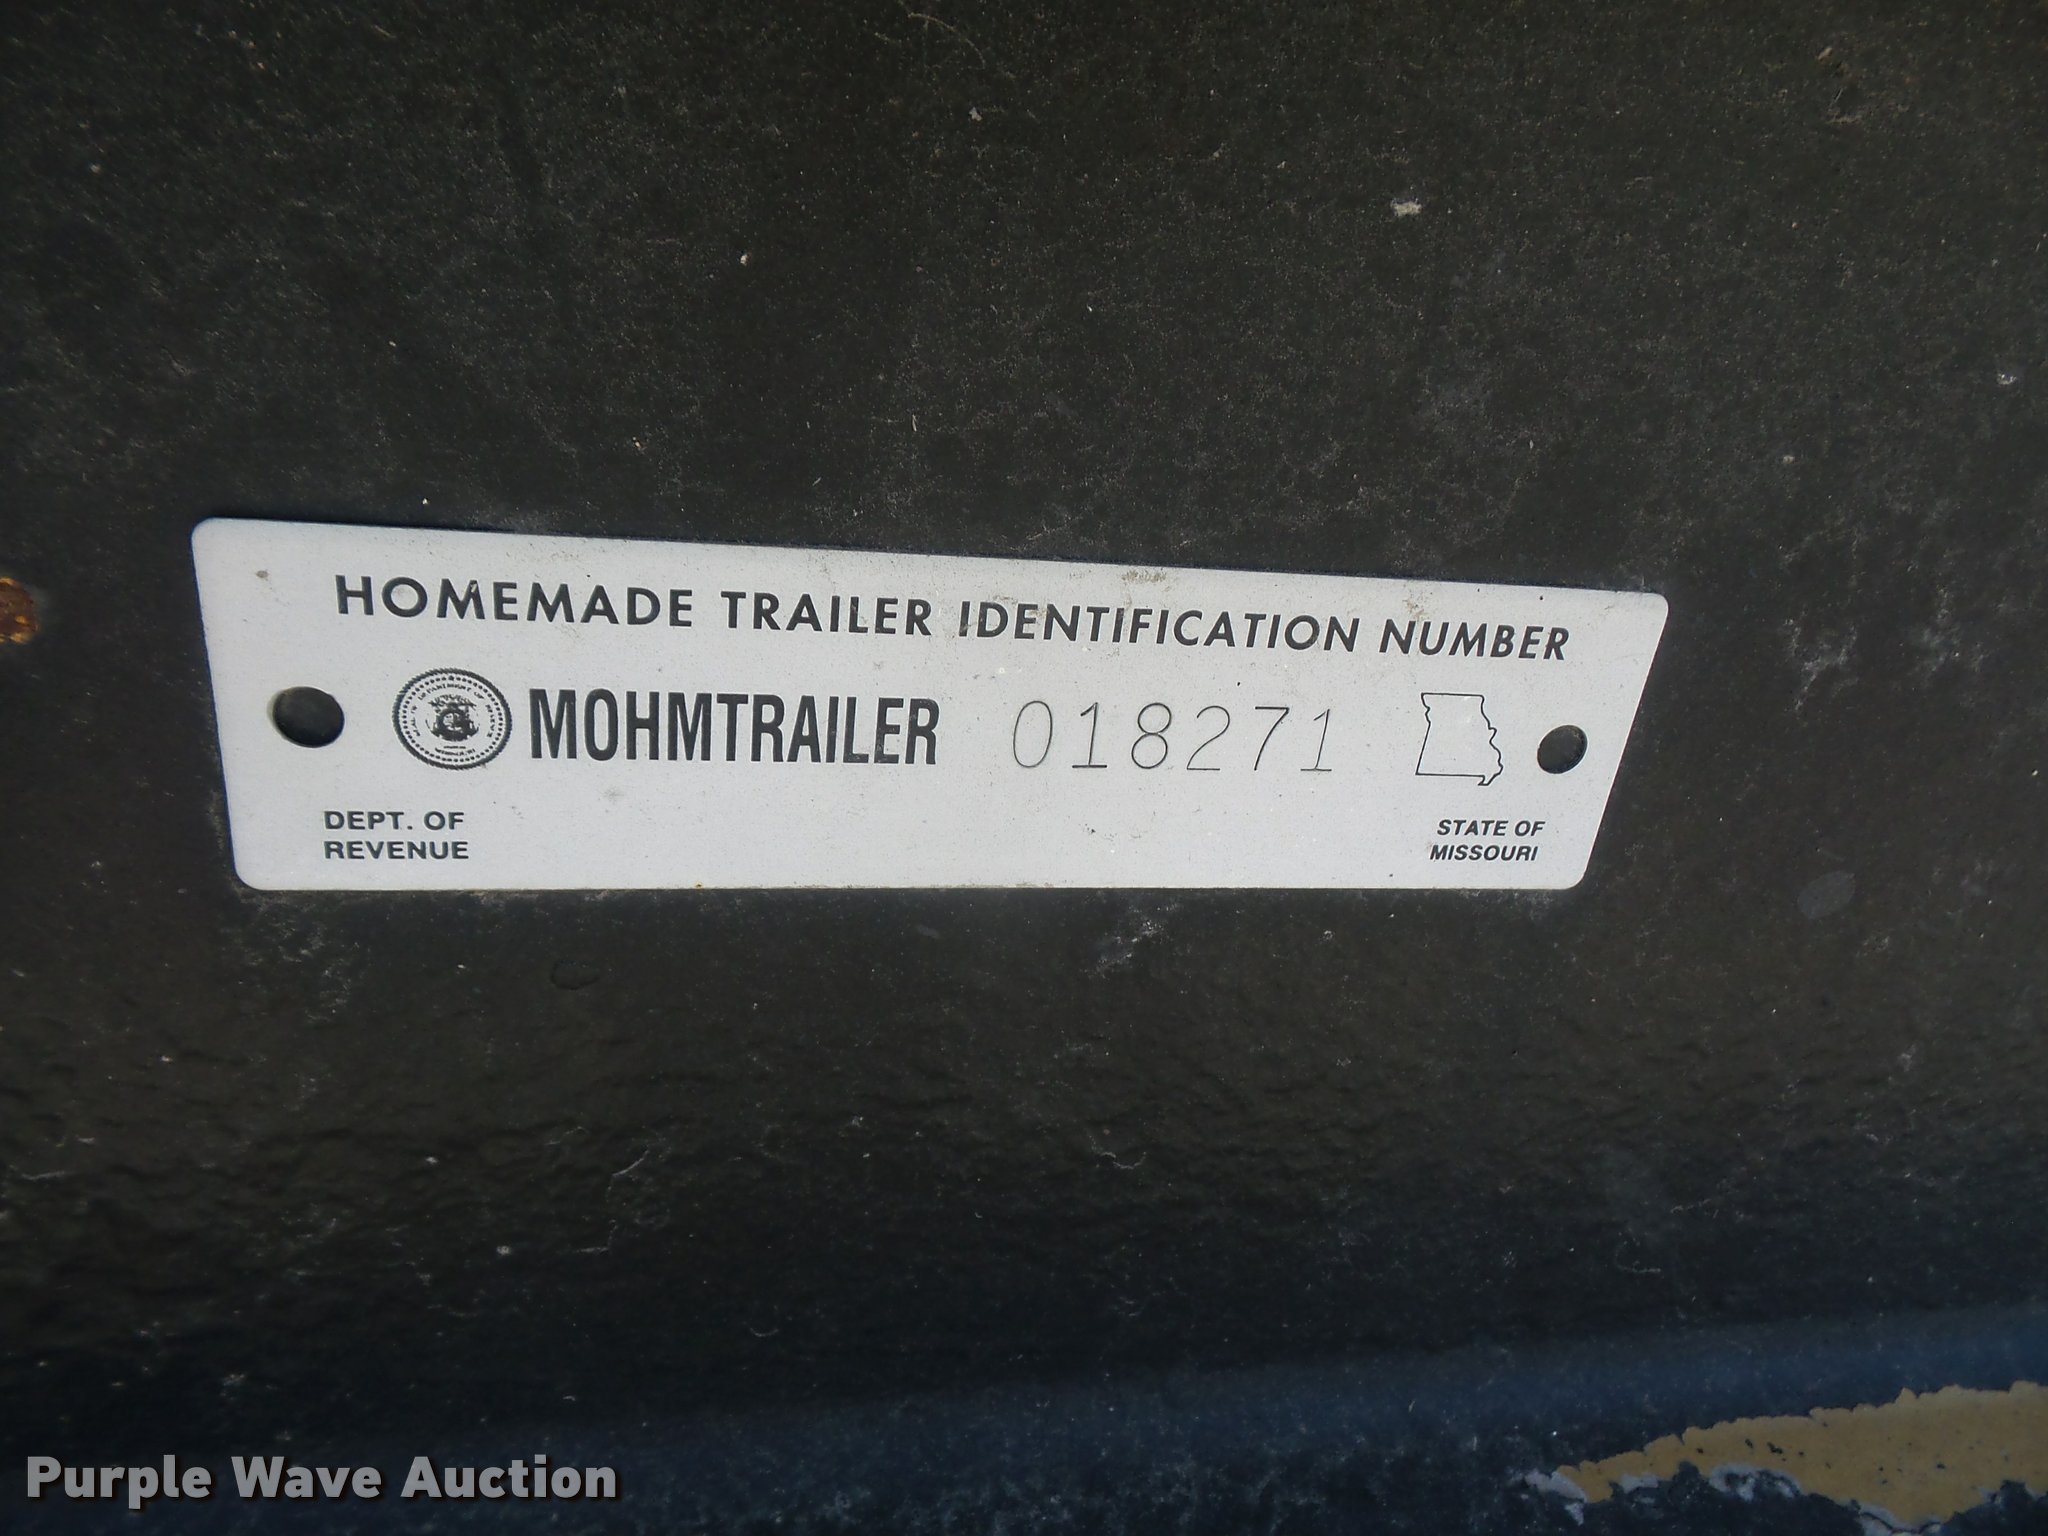 HOMEMADE TRAILER IDENTIFICATION NUMBER
MOHMTRAILER 018271
DEPT. OF
REVENUE
STATE OF
MISSOURI
Purple Wave Auction